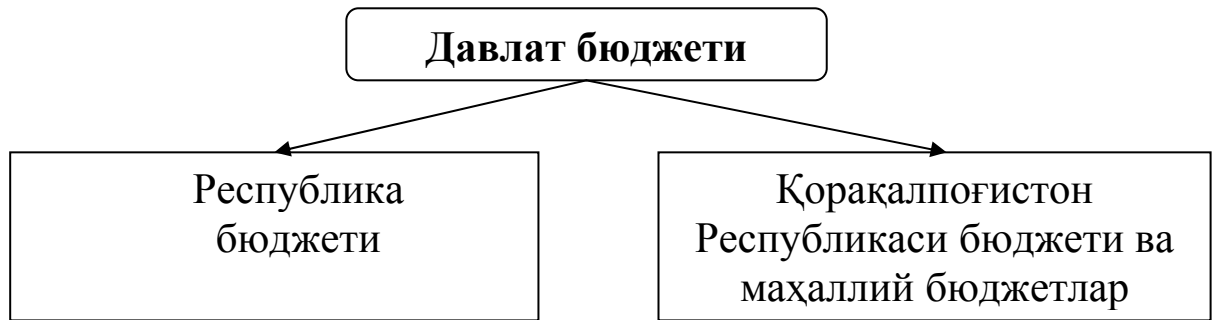 Давлат бюджети
Республика
бюджети
Қорақалпоғистон
Республикаси бюджети ва
маҳаллий бюджетлар